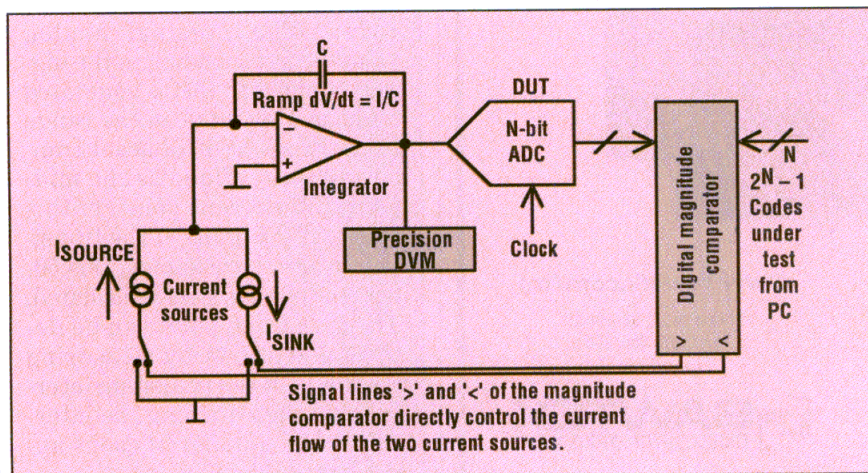 C
Ramp dV/dt = I/C
−
+
Integrator
DUT
N-bit
ADC
Clock
Precision
DVM
ISOURCE
Current
sources
ISINK
Digital magnitude
comparator
> <
N
2N − 1
Codes
under
test
from
PC
Signal lines '>' and '<' of the magnitude
comparator directly control the current
flow of the two current sources.